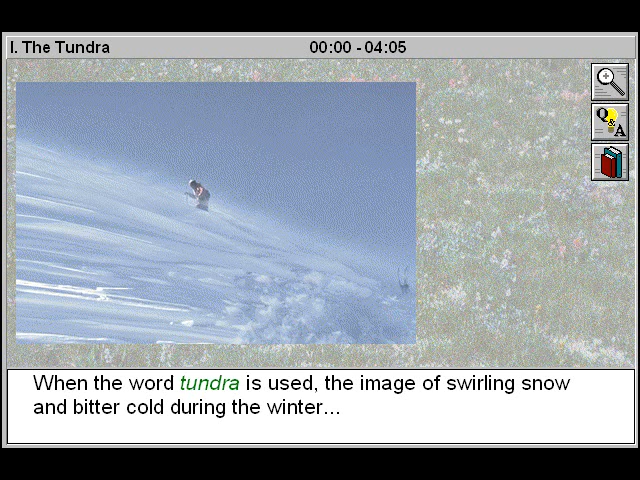 I. The Tundra
00:00 - 04:05
Q&A
When the word tundra is used, the image of swirling snow
and bitter cold during the winter...